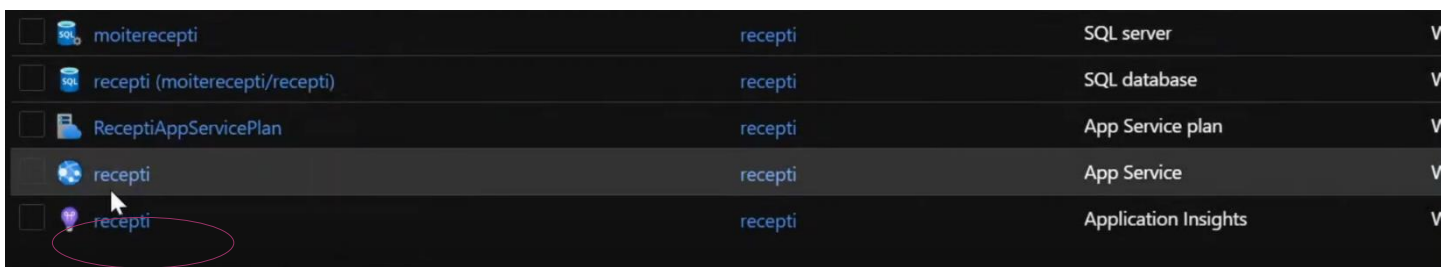 moiterecepti recepti SQL server
recepti (moiterecepti/recepti) recepti SQL database
ReceptiAppServicePlan recepti App Service plan
recepti recepti App Service
recepti recepti Application Insights